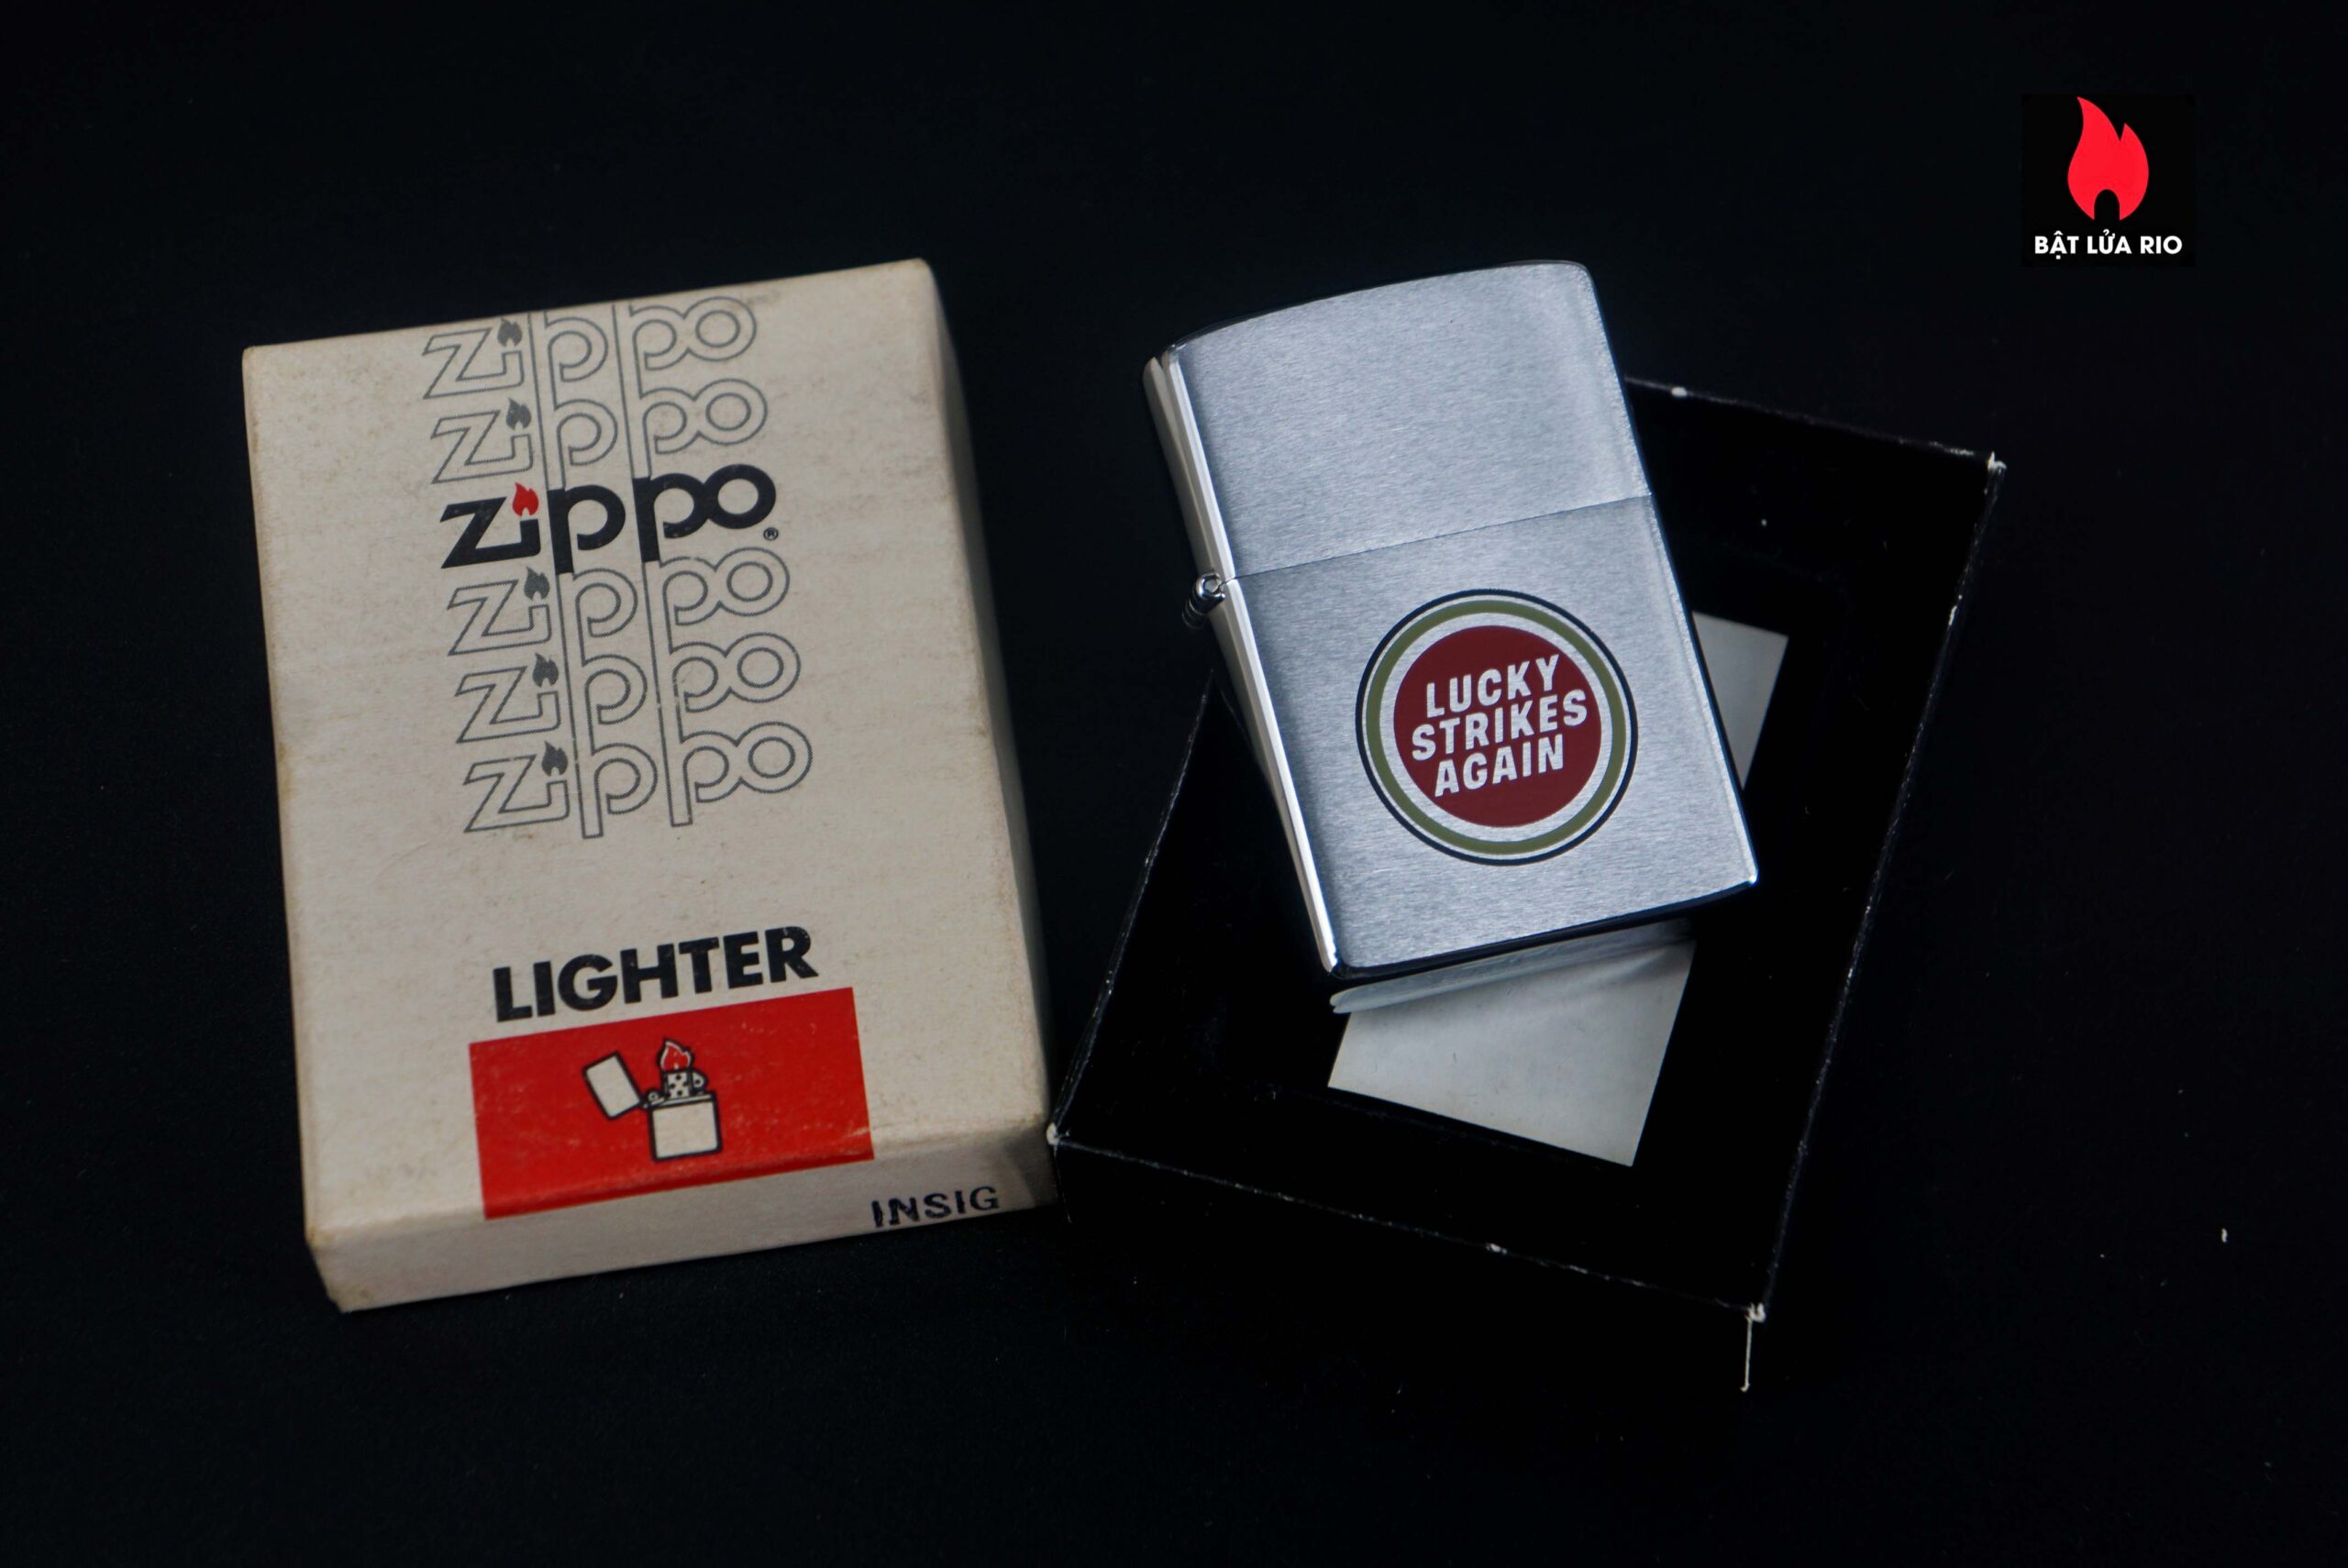 BẬT LỬA RIO
zippo
zippo
zippo®
zippo
zippo
zippo
LIGHTER
INSIG
LUCKY
STRIKES
AGAIN